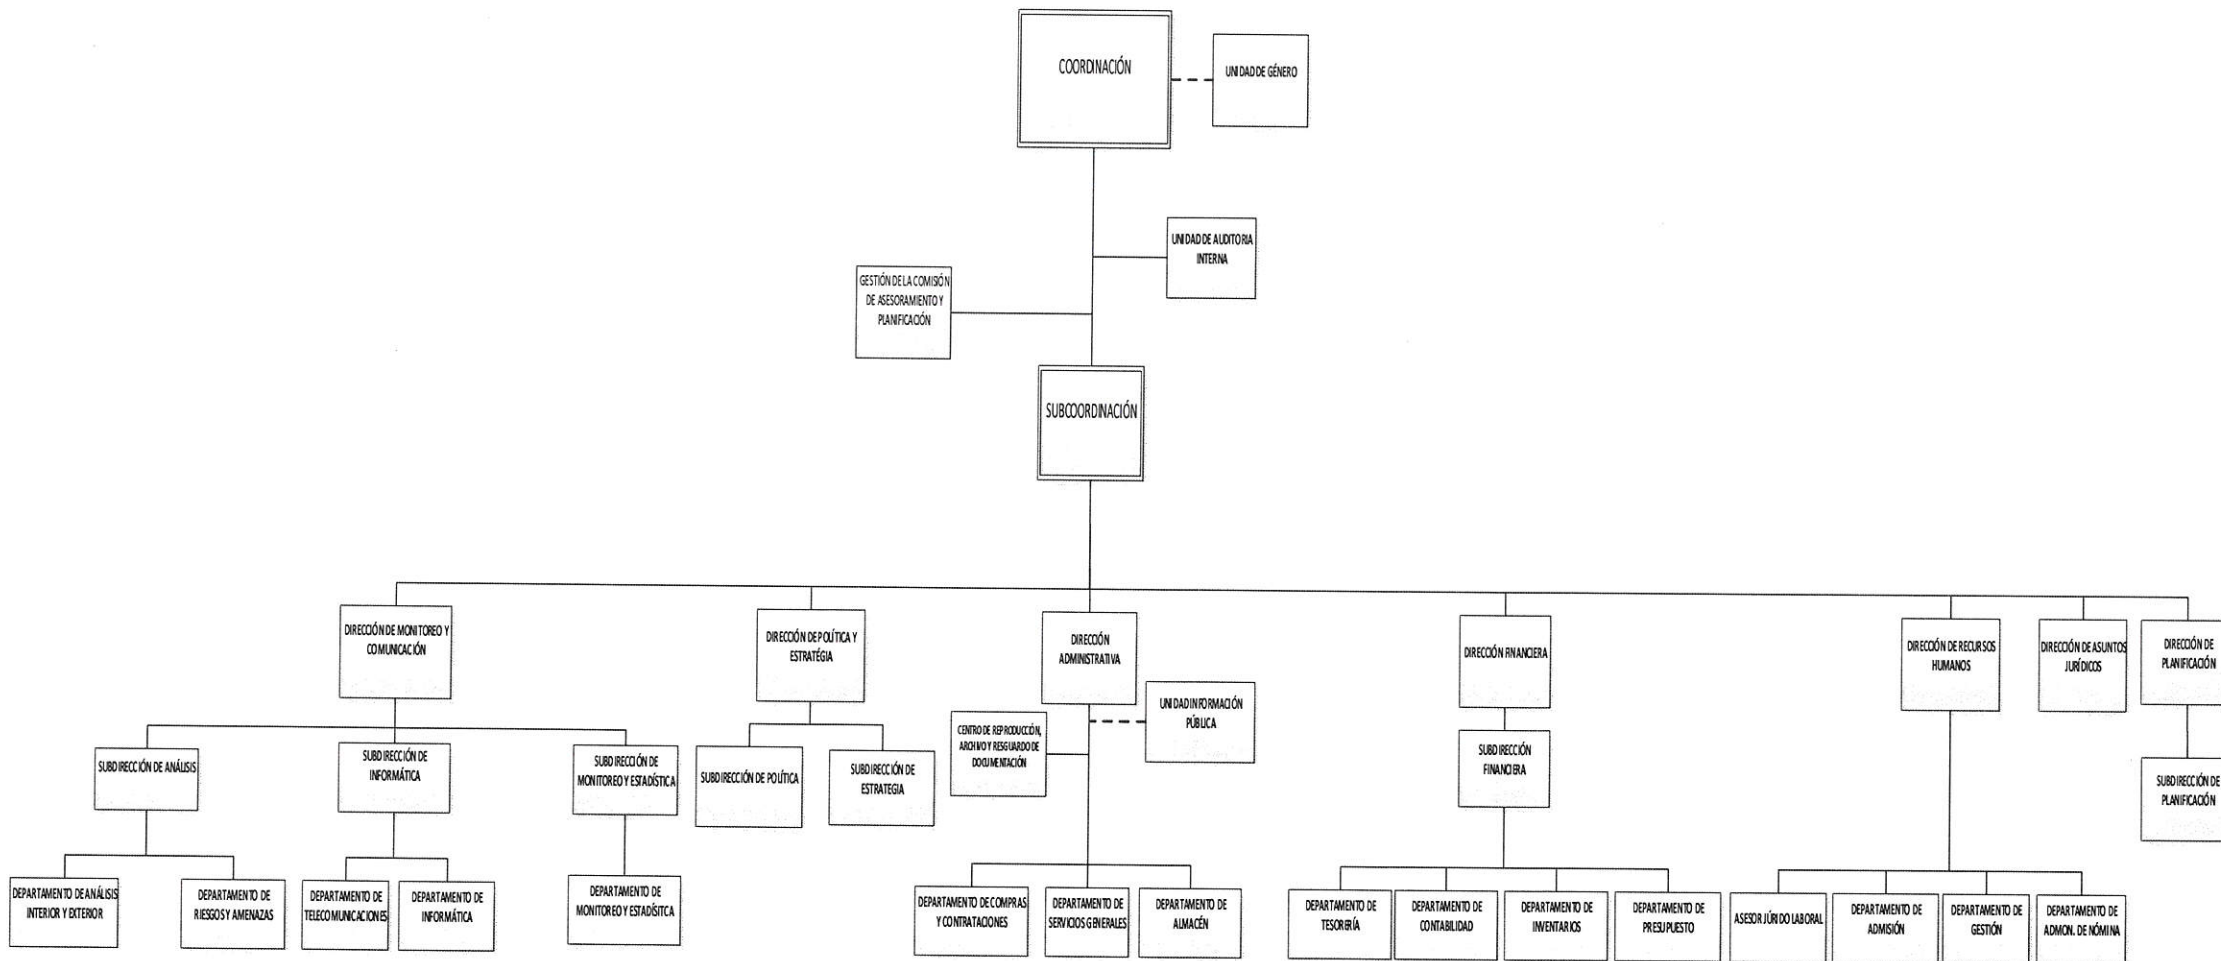 COORDINACIÓN
UNIDAD DE GÉNERO
UNIDAD DE AUDITORIA
INTERNA
GESTIÓN DE LA COMISIÓN
DE ASESORAMIENTO Y
PLANIFICACIÓN
SUBCOORDINACIÓN
DIRECCIÓN DE MONITOREO Y
COMUNICACIÓN
DIRECCIÓN DE POLÍTICA Y
ESTRATÉGIA
DIRECCIÓN
ADMINISTRATIVA
DIRECCIÓN FINANCIERA
DIRECCIÓN DE RECURSOS
HUMANOS
DIRECCIÓN DE ASUNTOS
JURÍDICOS
DIRECCIÓN DE
PLANIFICACIÓN
UNIDAD INFORMACIÓN
PÚBLICA
CENTRO DE REPRODUCCIÓN,
ARCHIVO Y RESGUARDO DE
DOCUMENTACIÓN
SUBDIRECCIÓN DE ANÁLISIS
SUBDIRECCIÓN DE
INFORMÁTICA
SUBDIRECCIÓN DE
MONITOREO Y ESTADÍSTICA
SUBDIRECCIÓN DE POLÍTICA
SUBDIRECCIÓN DE
ESTRATEGIA
SUBDIRECCIÓN
FINANCIERA
SUBDIRECCIÓN DE
PLANIFICACIÓN
DEPARTAMENTO DE ANÁLISIS
INTERIOR Y EXTERIOR
DEPARTAMENTO DE
RIESGOS Y AMENAZAS
DEPARTAMENTO DE
TELECOMUNICACIONES
DEPARTAMENTO DE
INFORMÁTICA
DEPARTAMENTO DE
MONITOREO Y ESTADÍSITCA
DEPARTAMENTO DE COMPRAS
Y CONTRATACIONES
DEPARTAMENTO DE
SERVICIOS GENERALES
DEPARTAMENTO DE
ALMACÉN
DEPARTAMENTO DE
TESORERÍA
DEPARTAMENTO DE
CONTABILIDAD
DEPARTAMENTO DE
INVENTARIOS
DEPARTAMENTO DE
PRESUPUESTO
ASESOR JÚRIDO LABORAL
DEPARTAMENTO DE
ADMISIÓN
DEPARTAMENTO DE
GESTIÓN
DEPARTAMENTO DE
ADMON. DE NÓMINA